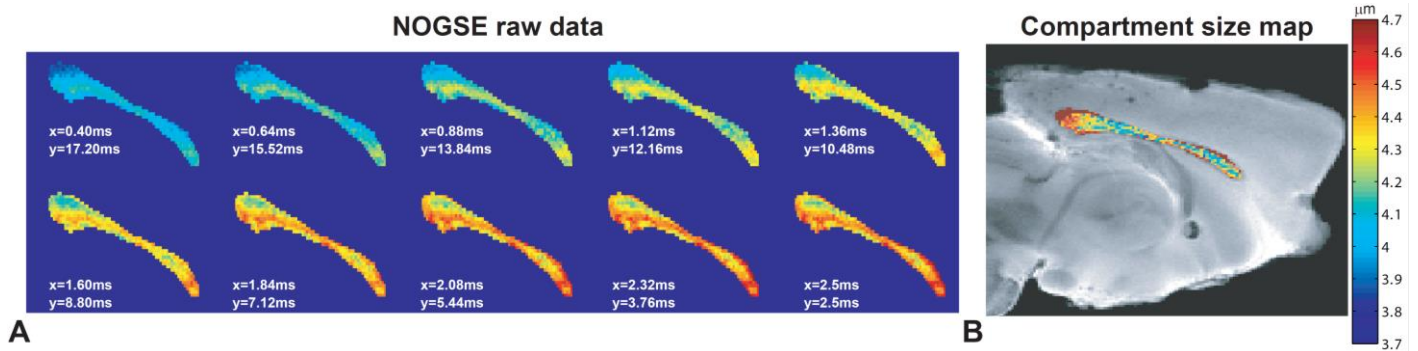 NOGSE raw data
x=0.40ms
y=17.20ms
x=0.64ms
y=15.52ms
x=0.88ms
y=13.84ms
x=1.12ms
y=12.16ms
x=1.36ms
y=10.48ms
x=1.60ms
y=8.80ms
x=1.84ms
y=7.12ms
x=2.08ms
y=5.44ms
x=2.32ms
y=3.76ms
x=2.5ms
y=2.5ms
A
Compartment size map
B
μm
4.7
4.6
4.5
4.4
4.3
4.2
4.1
4
3.9
3.8
3.7